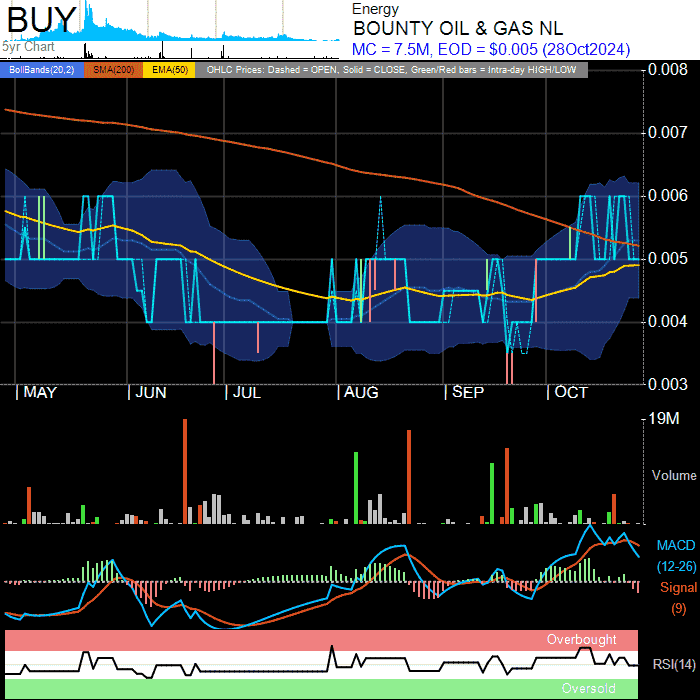 BUY
5yr Chart
Energy
BOUNTY OIL & GAS NL
MC = 7.5M, EOD = $0.005 (28Oct2024)
BollBands(20,2) SMA(200) EMA(50) OHLC Prices: Dashed = OPEN, Solid = CLOSE, Green/Red bars = Intra-day HIGH/LOW
0.008
0.007
0.006
0.005
0.004
0.003
MAY JUN JUL AUG SEP OCT
19M
Volume
MACD
(12-26)
Signal
(9)
Overbought
RSI(14)
Oversold